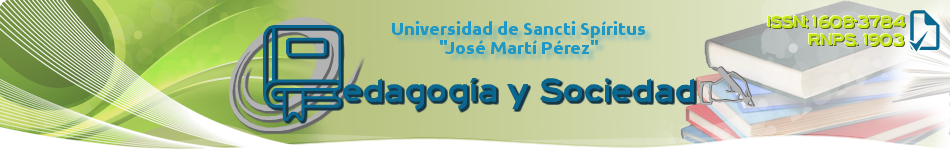 Universidad de Sancti Spíritus
"José Martí Pérez"
Pedagogía y Sociedad
ISSN: 1608-3784
RNPS. 1903